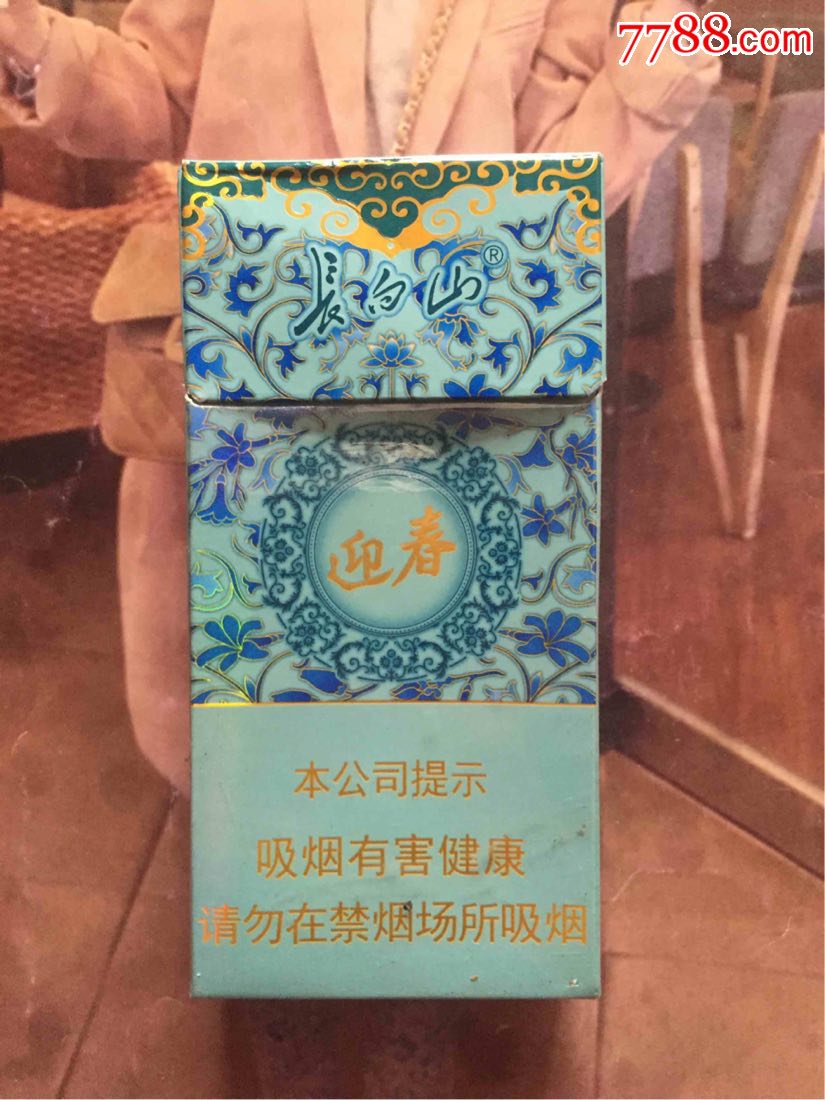 7788.com
長白山®
迎春
本公司提示
吸烟有害健康
请勿在禁烟场所吸烟